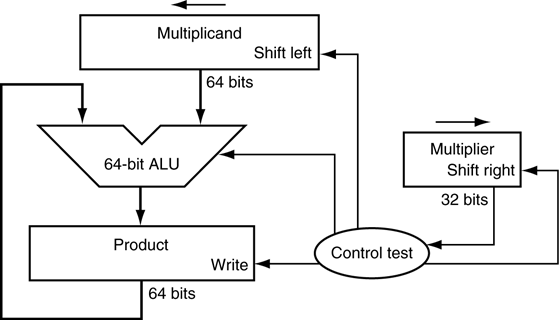 Multiplicand
Shift left
64 bits
64-bit ALU
Multiplier
Shift right
32 bits
Product
Write
Control test
64 bits